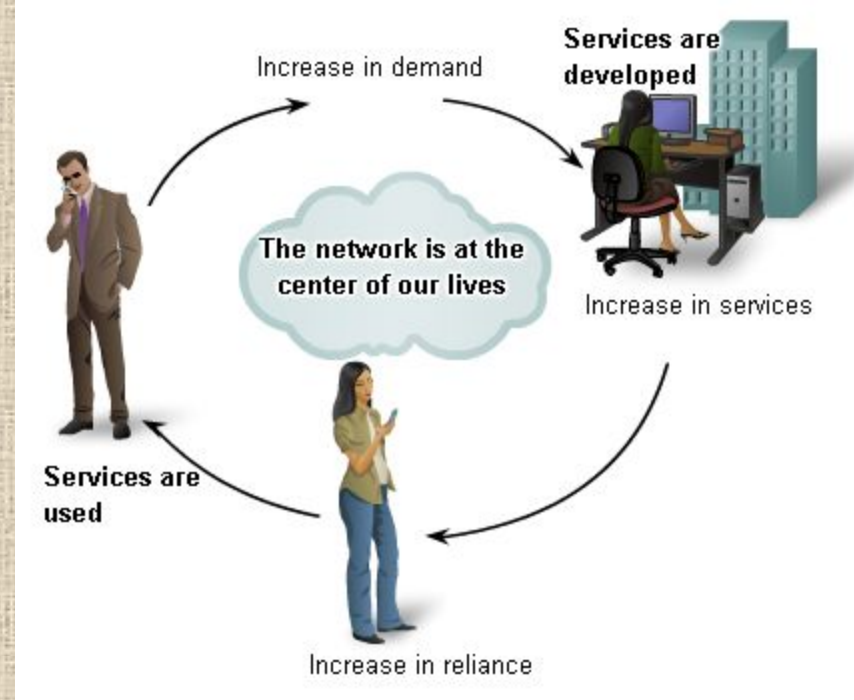 Increase in demand
Services are
developed
The network is at the
center of our lives
Increase in services
Services are
used
Increase in reliance